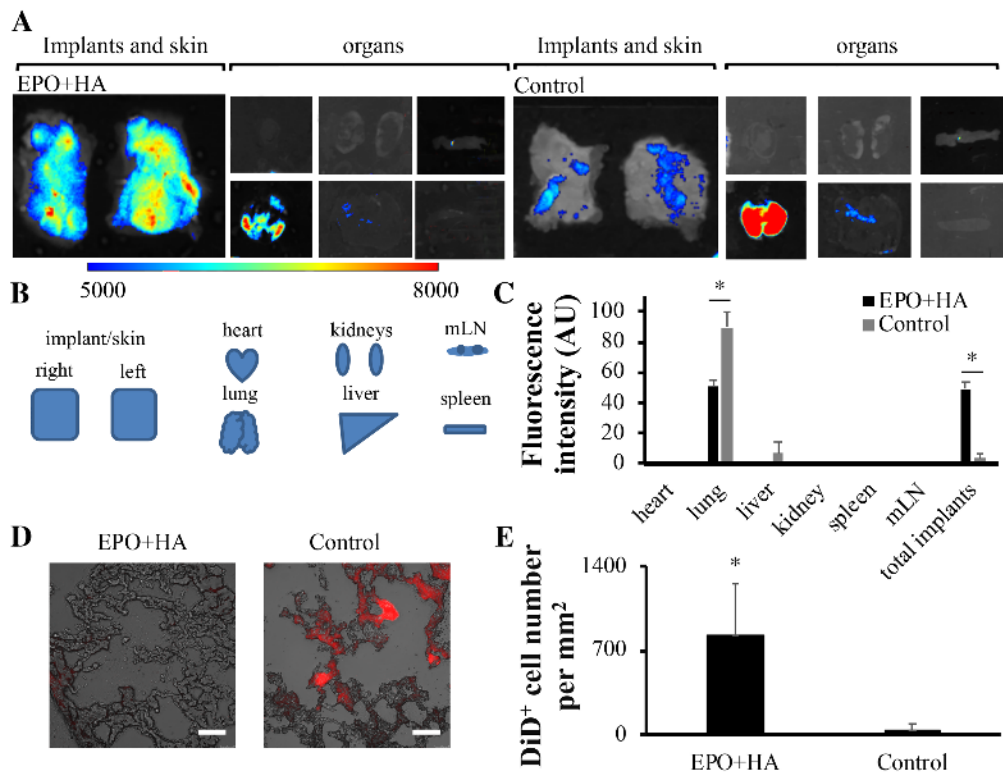 A
Implants and skin
organs
Implants and skin
organs
EPO+HA
Control
5000
8000
B
implant/skin
right
left
heart
kidneys
mLN
lung
liver
spleen
C
Fluorescence
intensity (AU)
100
80
60
40
20
0
*
*
EPO+HA
Control
heart
lung
liver
kidney
spleen
mLN
total implants
D
EPO+HA
Control
E
DiD⁺ cell number
per mm²
1400
700
0
*
EPO+HA
Control